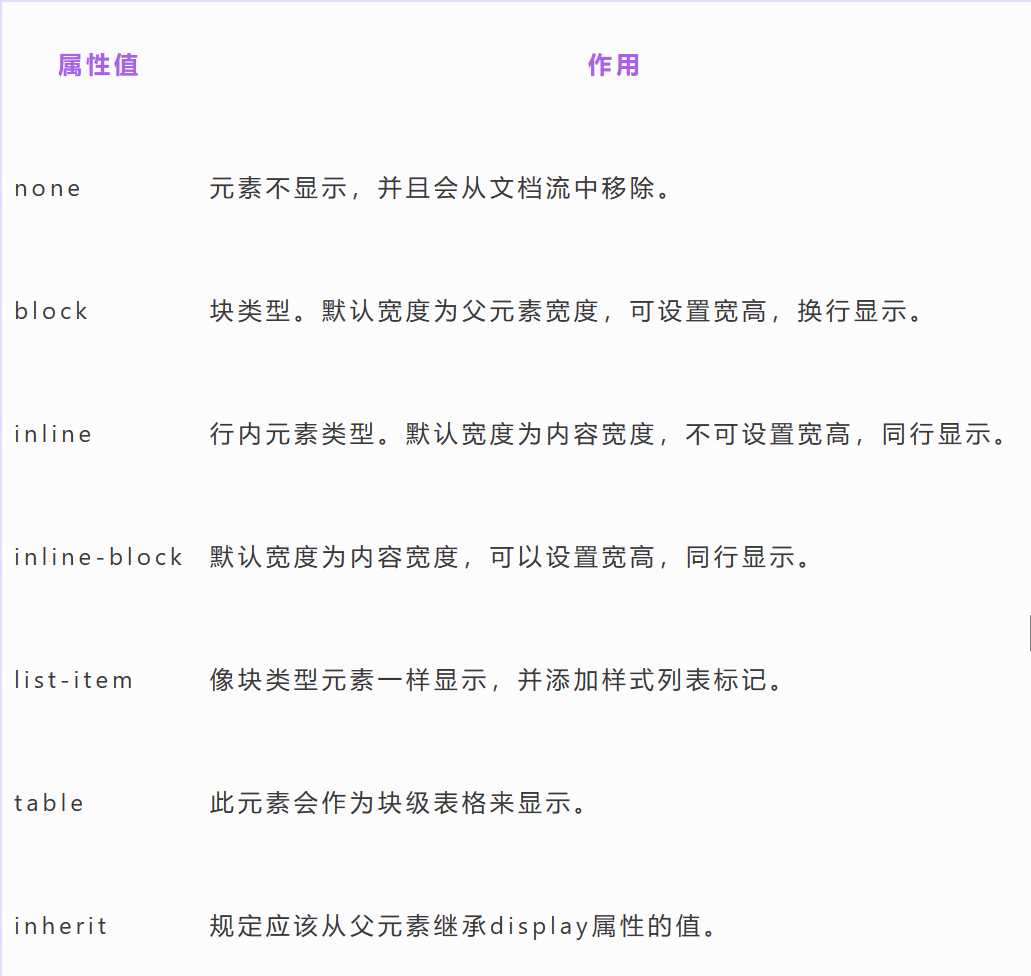 属性值 作用
none 元素不显示，并且会从文档流中移除。
block 块类型。默认宽度为父元素宽度，可设置宽高，换行显示。
inline 行内元素类型。默认宽度为内容宽度，不可设置宽高，同行显示。
inline-block 默认宽度为内容宽度，可以设置宽高，同行显示。
list-item 像块类型元素一样显示，并添加样式列表标记。
table 此元素会作为块级表格来显示。
inherit 规定应该从父元素继承display属性的值。